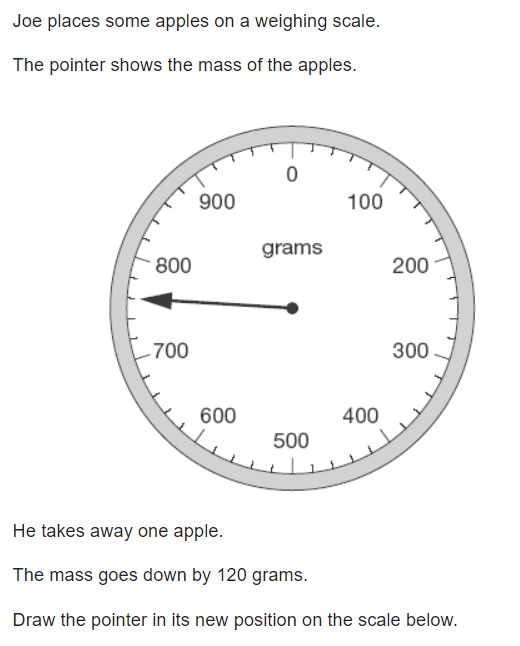 Joe places some apples on a weighing scale.
The pointer shows the mass of the apples.
0
900
100
grams
800
200
700
300
600
400
500
He takes away one apple.
The mass goes down by 120 grams.
Draw the pointer in its new position on the scale below.